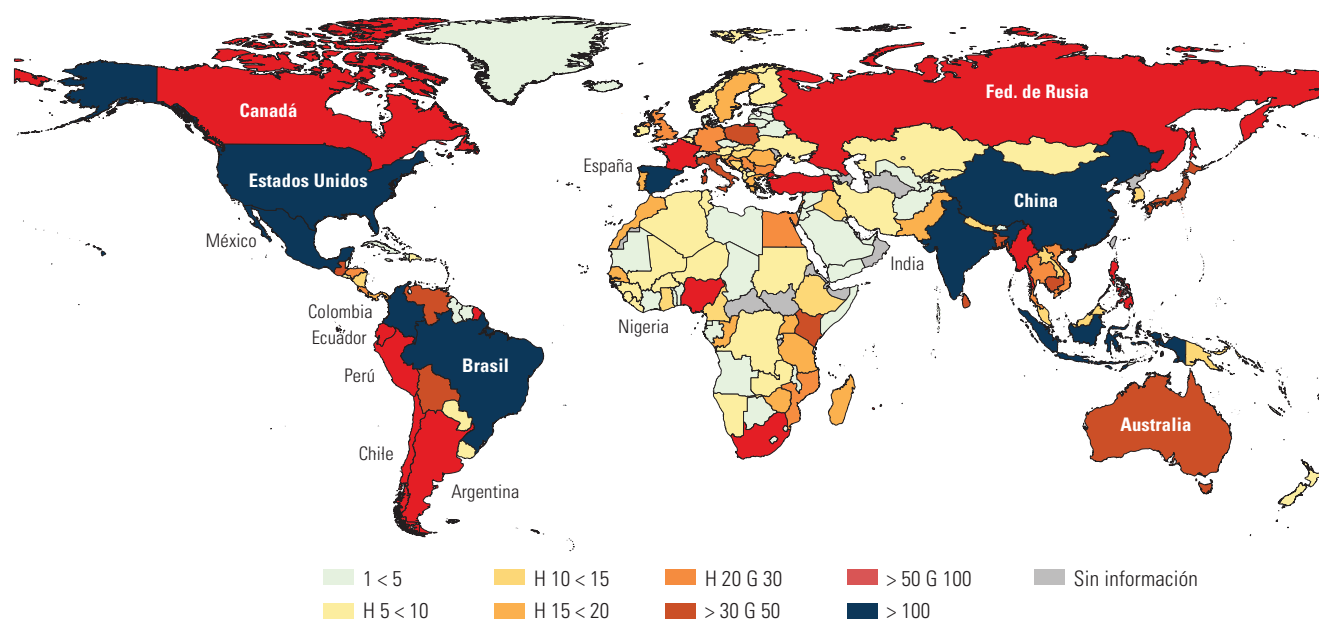 Canadá
Fed. de Rusia
España
Estados Unidos
China
México
India
Colombia
Nigeria
Ecuador
Brasil
Perú
Australia
Chile
Argentina
1 < 5
H 10 < 15
H 20 G 30
> 50 G 100
Sin información
H 5 < 10
H 15 < 20
> 30 G 50
> 100